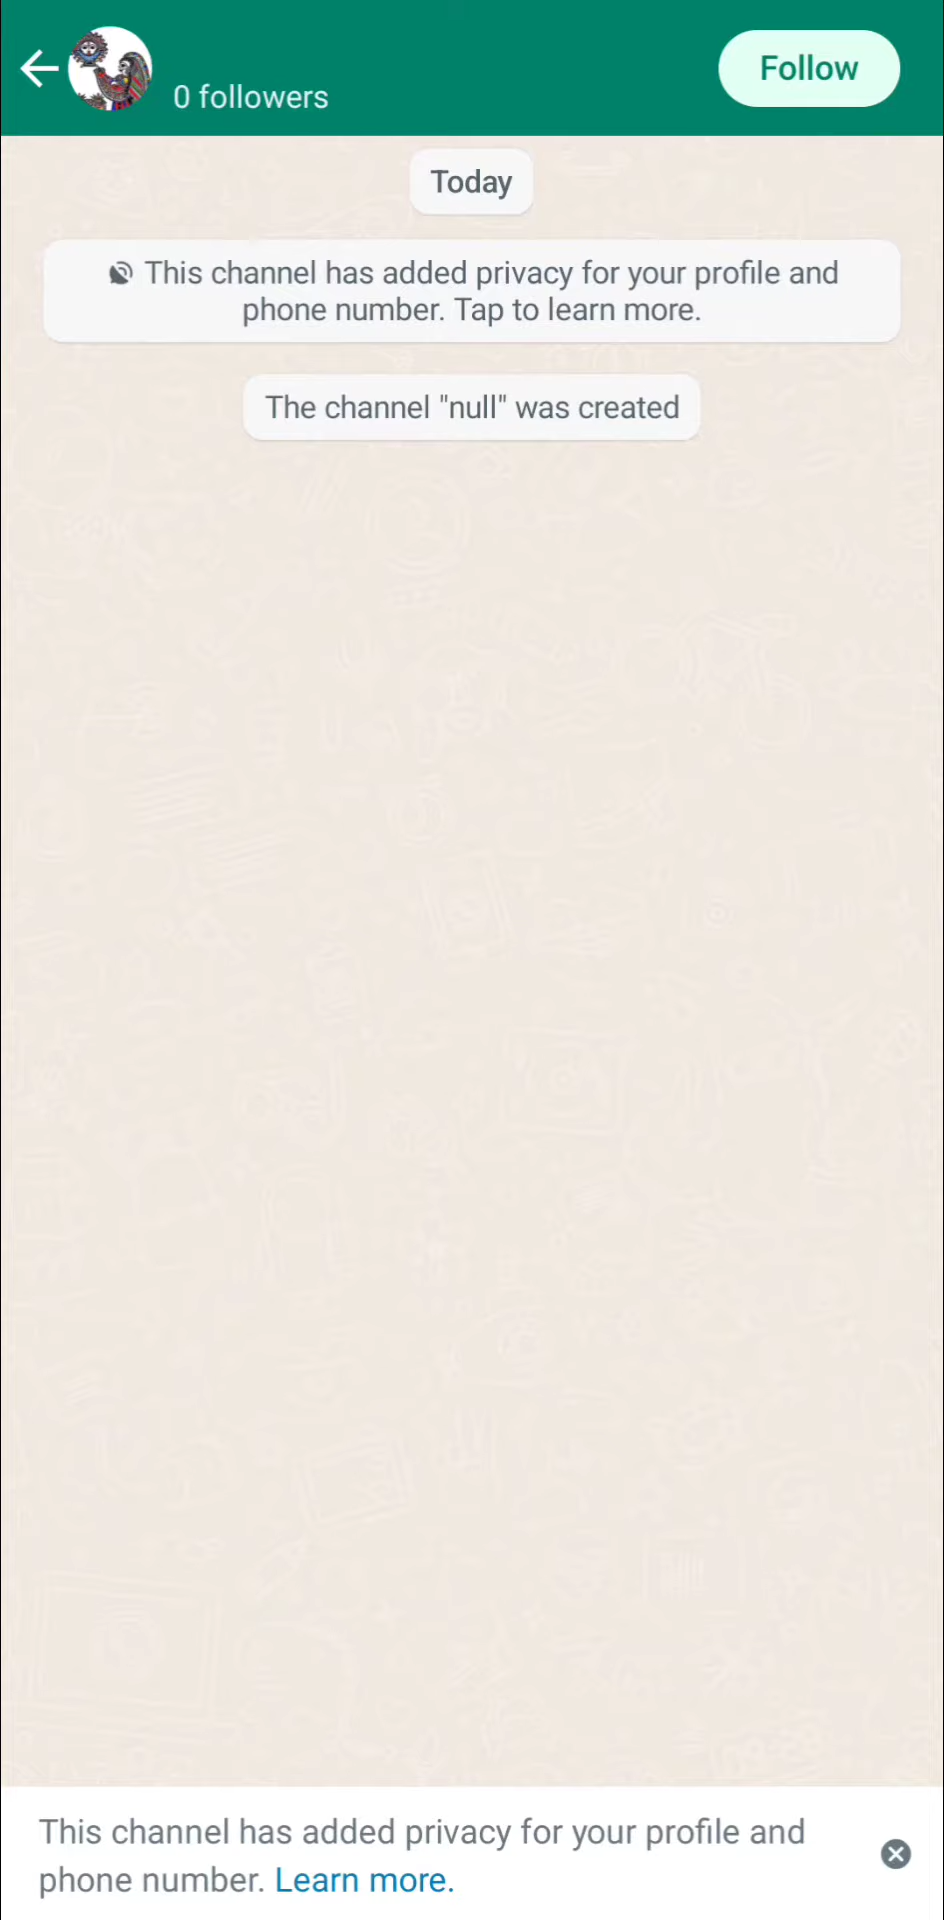 0 followers
Follow
Today
This channel has added privacy for your profile and
phone number. Tap to learn more.
The channel "null" was created
This channel has added privacy for your profile and
phone number. Learn more.